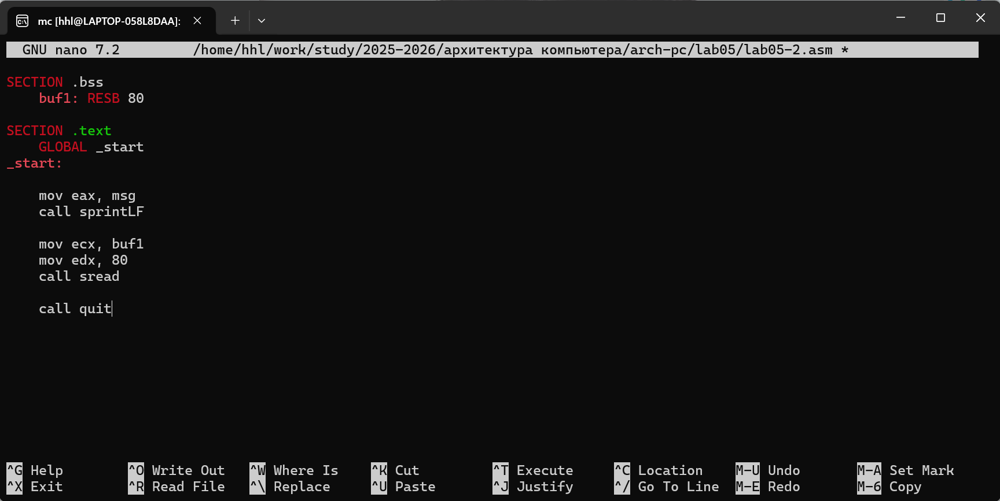 mc [hhl@LAPTOP-058L8DAA]:
GNU nano 7.2 /home/hhl/work/study/2025-2026/архитектура компьютера/arch-pc/lab05/lab05-2.asm *
SECTION .bss
    buf1: RESB 80
SECTION .text
    GLOBAL _start
_start:
    mov eax, msg
    call sprintLF
    mov ecx, buf1
    mov edx, 80
    call sread
    call quit
^G Help ^O Write Out ^W Where Is ^K Cut ^T Execute ^C Location M-U Undo M-A Set Mark
^X Exit ^R Read File ^\ Replace ^U Paste ^J Justify ^/ Go To Line M-E Redo M-6 Copy